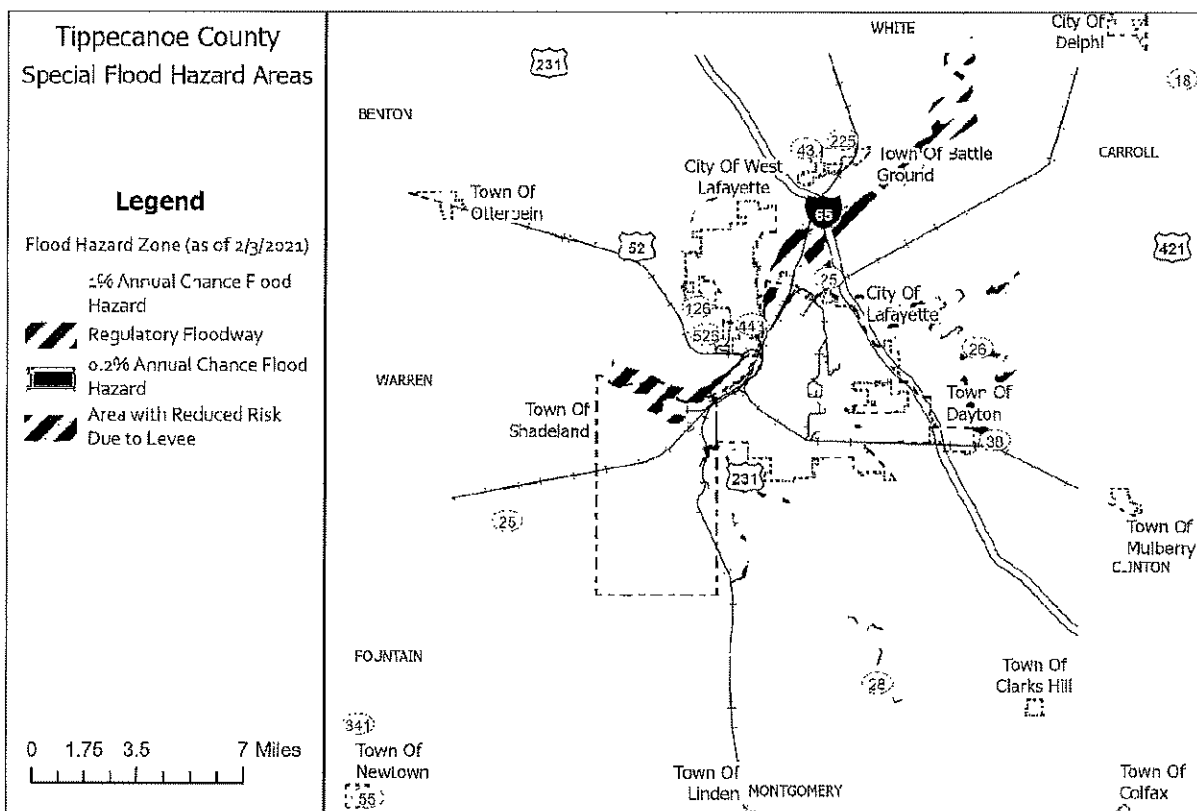 Tippecanoe County
Special Flood Hazard Areas
Legend
Flood Hazard Zone (as of 2/3/2021)
1% Annual Chance Flood
Hazard
Regulatory Floodway
0.2% Annual Chance Flood
Hazard
Area with Reduced Risk
Due to Levee
0 1.75 3.5 7 Miles
WHITE
City Of
Delphi
231
18
BENTON
43
225
Town Of Battle
Ground
CARROLL
City Of West
Lafayette
Town Of
Otterbein
65
52
421
25
City Of
Lafayette
126
526
443
26
WARREN
Town Of
Dayton
Town Of
Shadeland
38
231
25
Town Of
Mulberry
CLINTON
FOUNTAIN
Town Of
Clarks Hill
28
341
Town Of
Newtown
55
Town Of
Linden
MONTGOMERY
Town Of
Colfax